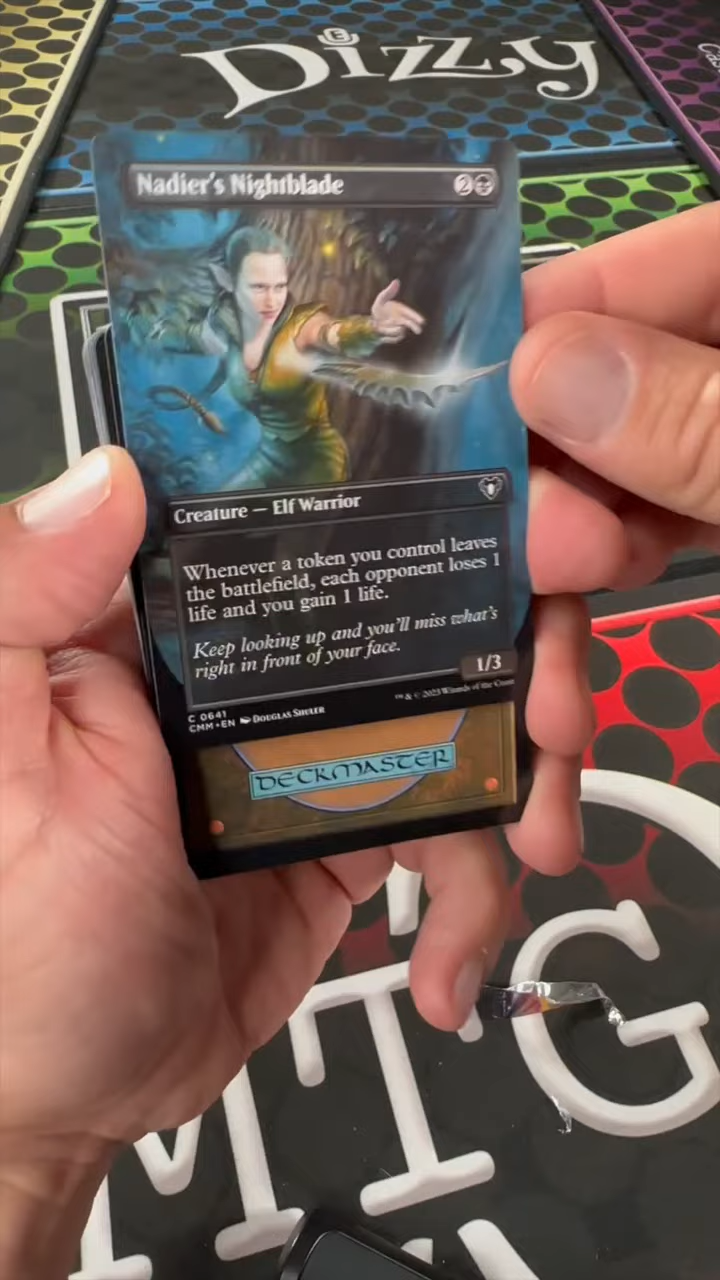 Dizzy
Nadier's Nightblade
2
Creature — Elf Warrior
Whenever a token you control leaves
the battlefield, each opponent loses 1
life and you gain 1 life.
Keep looking up and you'll miss what's
right in front of your face.
1/3
C 0641
CMM • EN Douglas Shuler
™ & © 2023 Wizards of the Coast
DECKMASTER
MTG